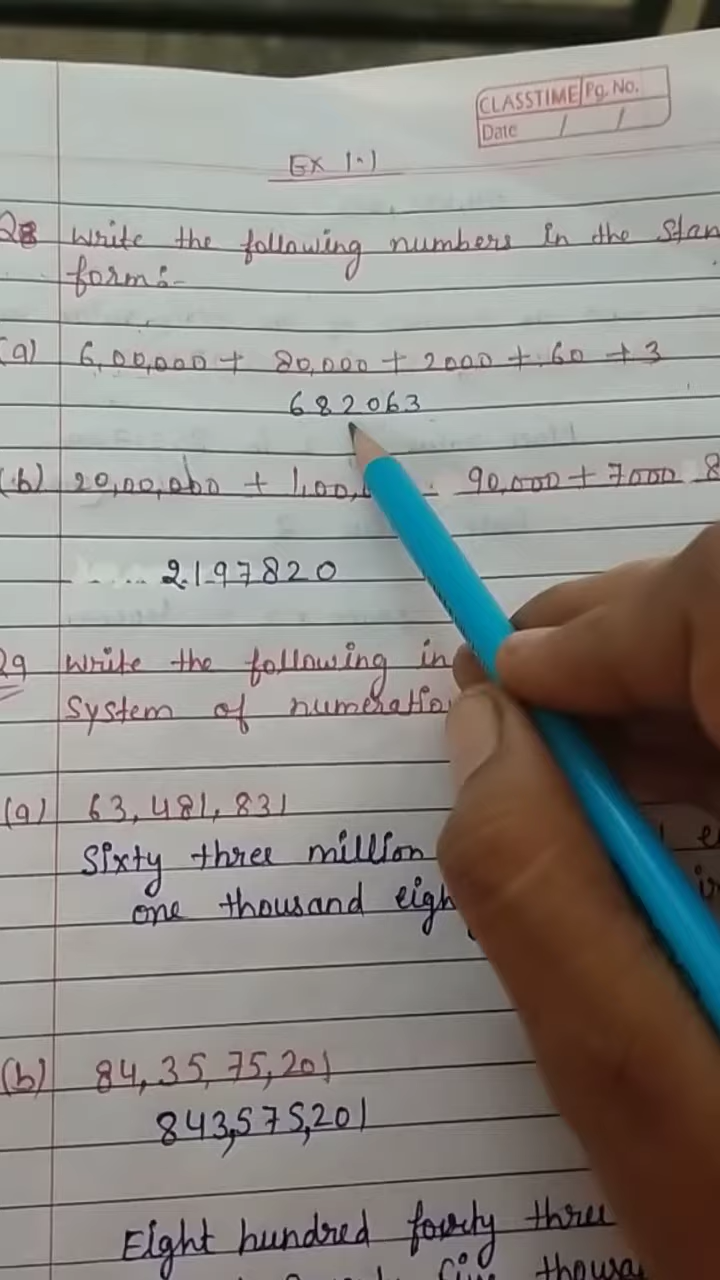 CLASSTIME Pg. No.
Date / /
Ex 1.1
Q8 Write the following numbers in the Stan
form:-
(a) 6,00,000 + 80,000 + 2000 + 60 + 3
682063
(b) 20,00,000 + 1,00, 90,000 + 7000 8
2197820
Q9 Write the following in
System of numeratio
(a) 63,481,831
Sixty three million
one thousand eigh
(b) 84,35,75,201
843,575,201
Eight hundred fourty three
five thousa